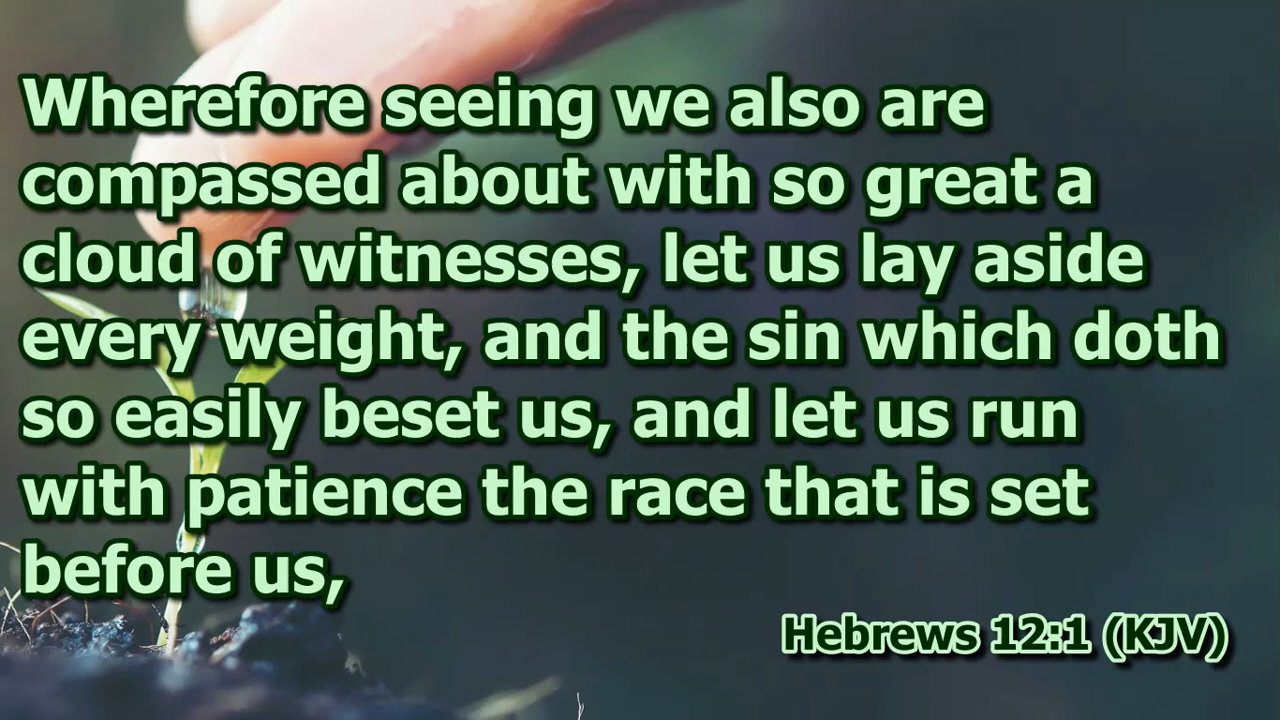 Wherefore seeing we also are
compassed about with so great a
cloud of witnesses, let us lay aside
every weight, and the sin which doth
so easily beset us, and let us run
with patience the race that is set
before us,
Hebrews 12:1 (KJV)